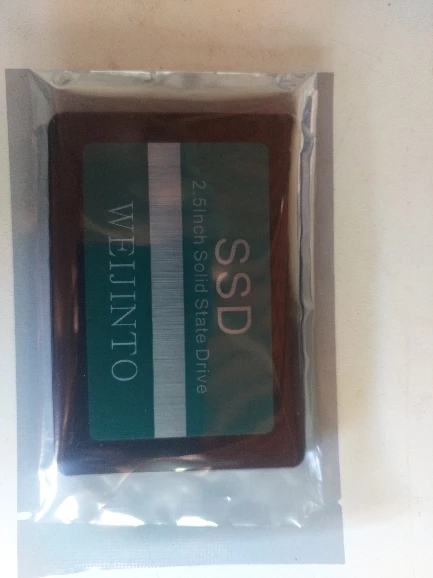 SSD
2.5Inch Solid State Drive
WEIJINTO